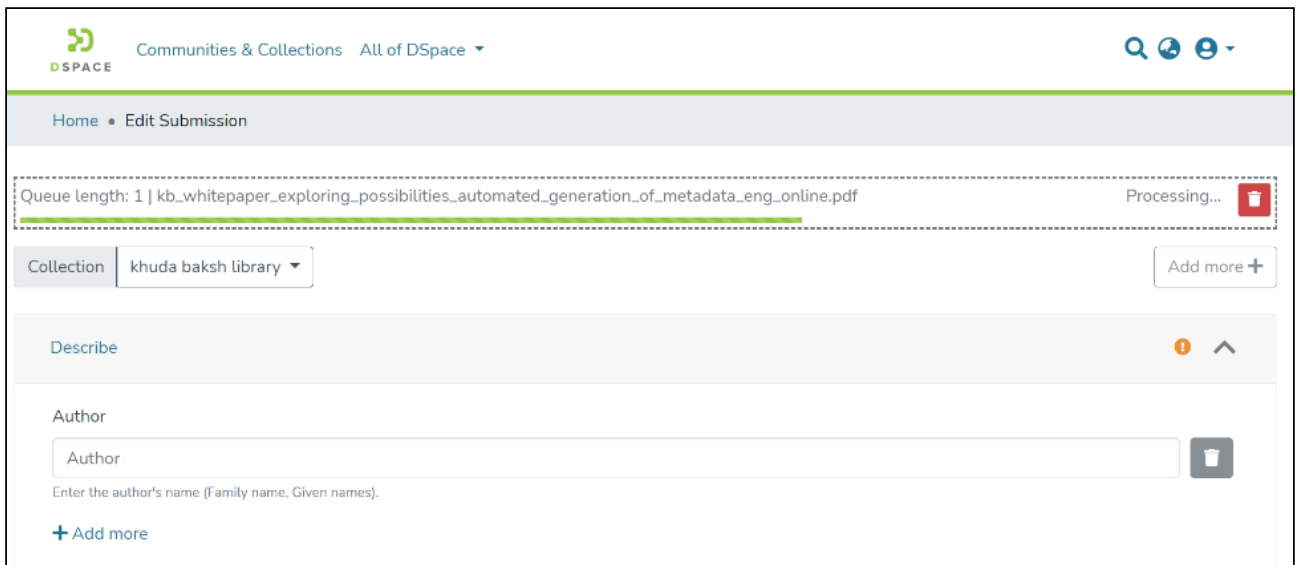 DSPACE
Communities & Collections All of DSpace
Home • Edit Submission
Queue length: 1 | kb_whitepaper_exploring_possibilities_automated_generation_of_metadata_eng_online.pdf Processing...
Collection khuda baksh library Add more +
Describe
Author
Author
Enter the author's name (Family name, Given names).
+ Add more